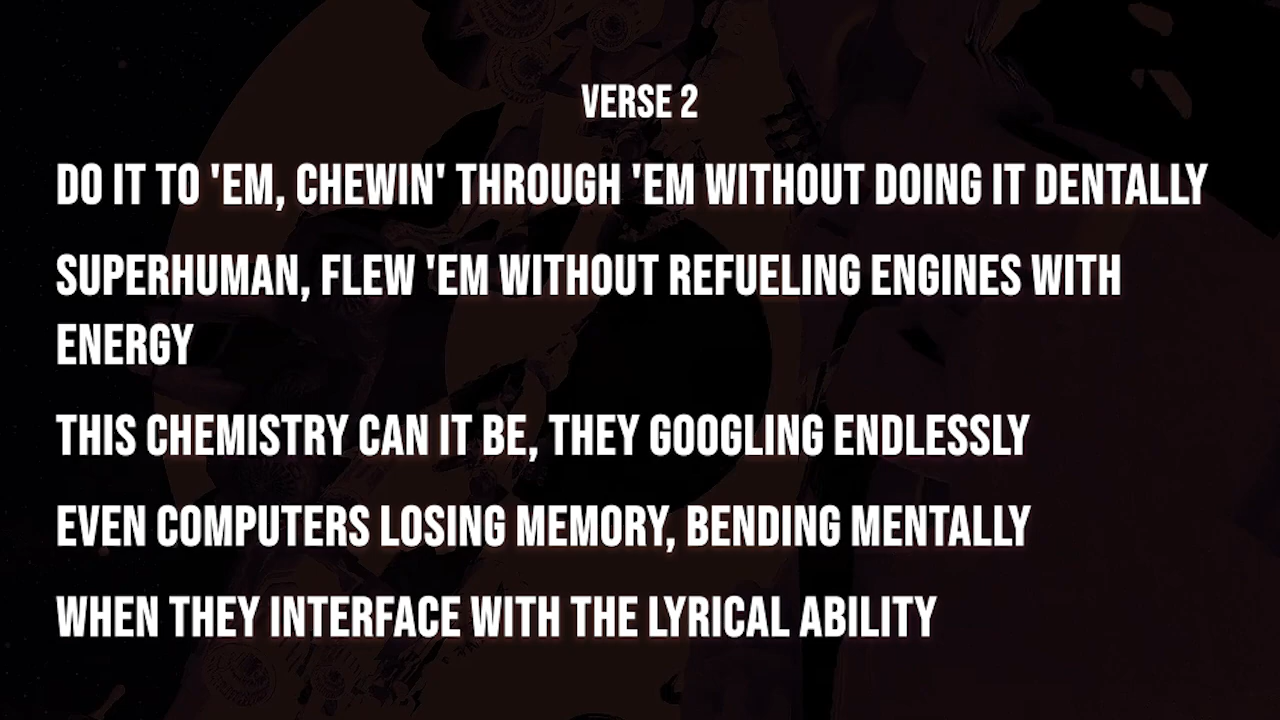 VERSE 2
DO IT TO 'EM, CHEWIN' THROUGH 'EM WITHOUT DOING IT DENTALLY
SUPERHUMAN, FLEW 'EM WITHOUT REFUELING ENGINES WITH
ENERGY
THIS CHEMISTRY CAN IT BE, THEY GOOGLING ENDLESSLY
EVEN COMPUTERS LOSING MEMORY, BENDING MENTALLY
WHEN THEY INTERFACE WITH THE LYRICAL ABILITY